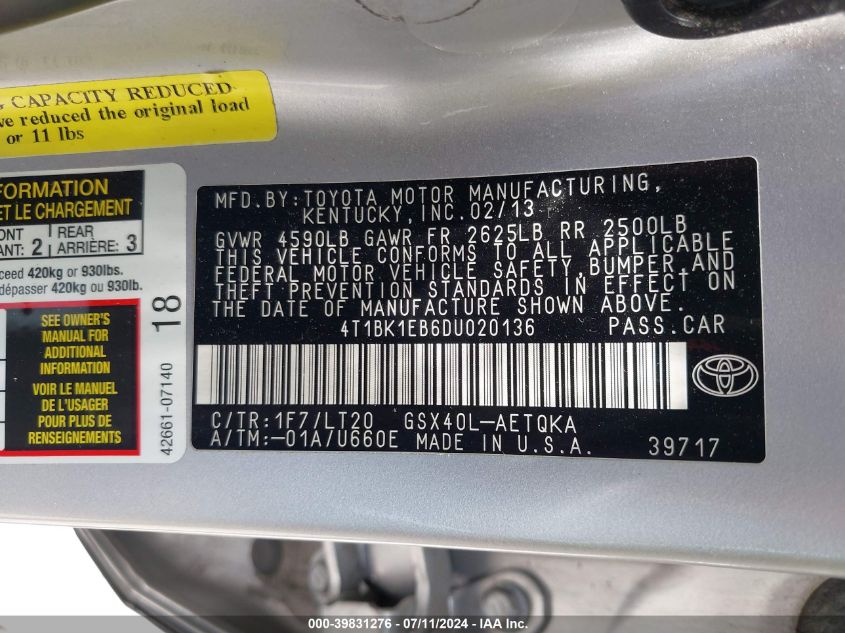 G CAPACITY REDUCED
ve reduced the original load
or 11 lbs
FORMATION
ET LE CHARGEMENT
ONT
ANT: 2
REAR
ARRIÈRE: 3
xceed 420kg or 930lbs.
dépasser 420kg ou 930lb.
SEE OWNER'S
MANUAL FOR
ADDITIONAL
INFORMATION
VOIR LE MANUEL
DE L'USAGER
POUR PLUS DE
RENSEIGNEMENTS
18
42661-07140
MFD.BY:TOYOTA MOTOR MANUFACTURING,
KENTUCKY,INC.02/13
GVWR 4590LB GAWR FR 2625LB RR 2500LB
THIS VEHICLE CONFORMS TO ALL APPLICABLE
FEDERAL MOTOR VEHICLE SAFETY,BUMPER,AND
THEFT PREVENTION STANDARDS IN EFFECT ON
THE DATE OF MANUFACTURE SHOWN ABOVE.
4T1BK1EB6DU020136 PASS.CAR
C/TR:1F7/LT20 GSX40L-AETQKA
A/TM:-01A/U660E MADE IN U.S.A. 39717
000-39831276 - 07/11/2024 - IAA Inc.